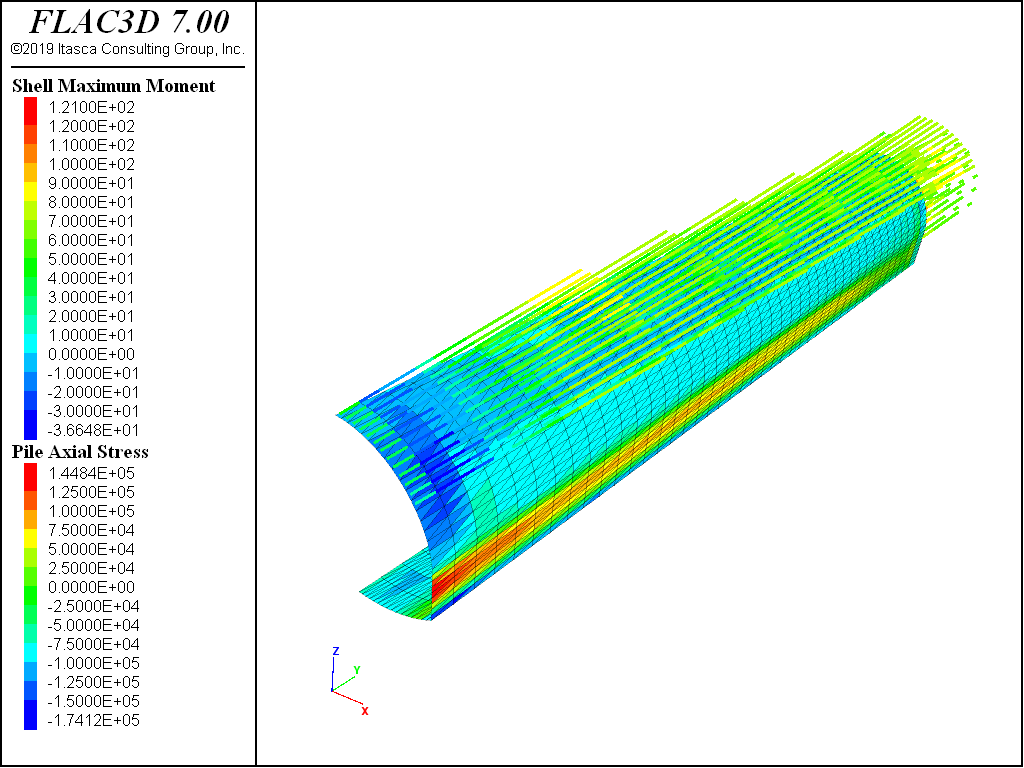 FLAC3D 7.00
©2019 Itasca Consulting Group, Inc.
Shell Maximum Moment
1.2100E+02
1.2000E+02
1.1000E+02
1.0000E+02
9.0000E+01
8.0000E+01
7.0000E+01
6.0000E+01
5.0000E+01
4.0000E+01
3.0000E+01
2.0000E+01
1.0000E+01
0.0000E+00
-1.0000E+01
-2.0000E+01
-3.0000E+01
-3.6648E+01
Pile Axial Stress
1.4484E+05
1.2500E+05
1.0000E+05
7.5000E+04
5.0000E+04
2.5000E+04
0.0000E+00
-2.5000E+04
-5.0000E+04
-7.5000E+04
-1.0000E+05
-1.2500E+05
-1.5000E+05
-1.7412E+05
Z
Y
X